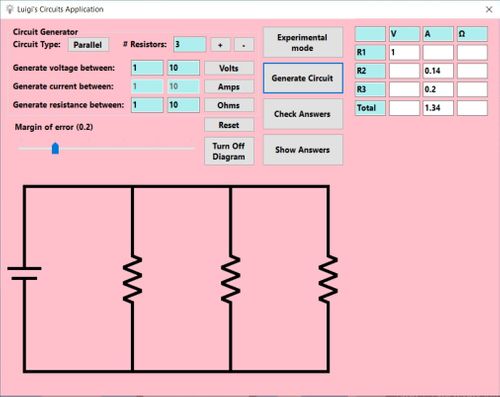 Luigi's Circuits Application
Circuit Generator
Circuit Type: Parallel # Resistors: 3 + -
Generate voltage between: 1 10 Volts
Generate current between: 1 10 Amps
Generate resistance between: 1 10 Ohms
Reset
Margin of error (0.2)
Turn Off
Diagram
Experimental
mode
Generate Circuit
Check Answers
Show Answers
V A Ω
R1 1
R2 0.14
R3 0.2
Total 1.34